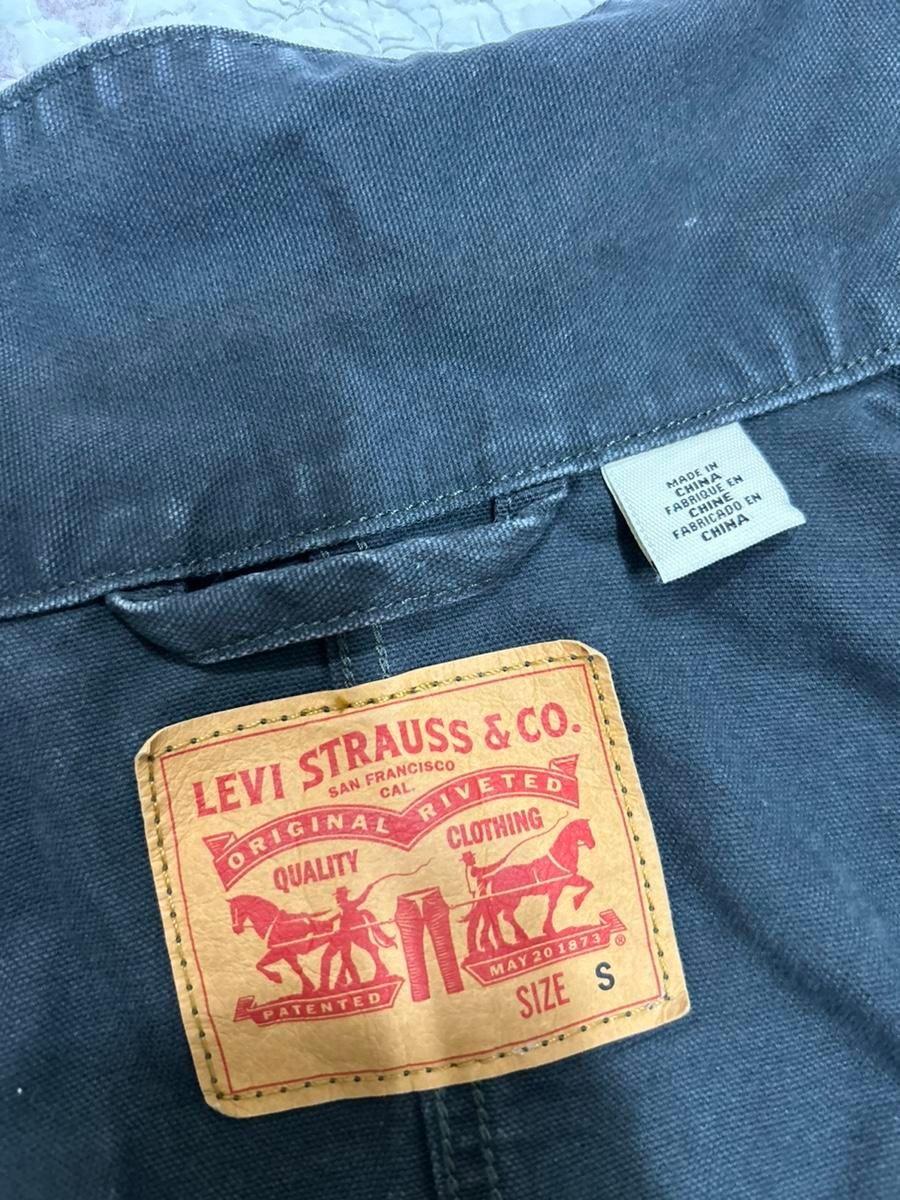 MADE IN
CHINA
FABRIQUE EN
CHINE
FABRICADO EN
CHINA
LEVI STRAUSS & CO.
SAN FRANCISCO
CAL.
ORIGINAL RIVETED
QUALITY CLOTHING
PATENTED MAY 20 1873 ®
SIZE S